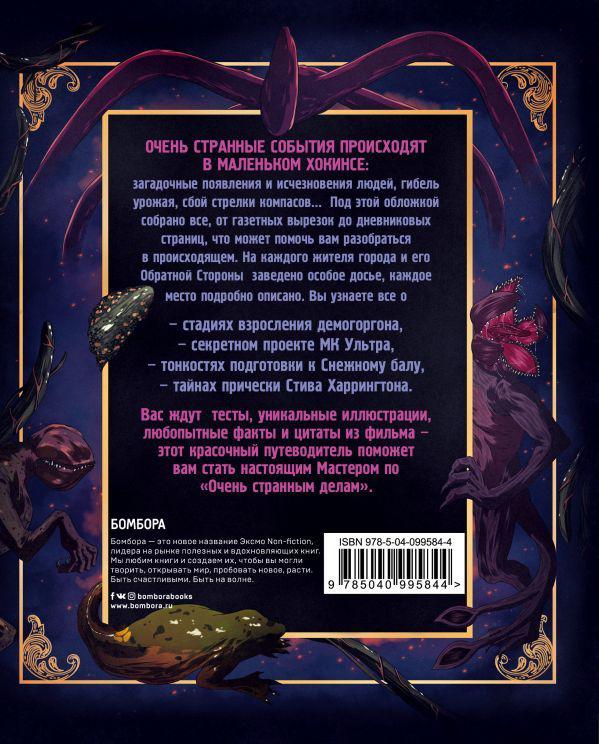 ОЧЕНЬ СТРАННЫЕ СОБЫТИЯ ПРОИСХОДЯТ
В МАЛЕНЬКОМ ХОКИНСЕ:
загадочные появления и исчезновения людей, гибель
урожая, сбой стрелки компасов... Под этой обложкой
собрано все, от газетных вырезок до дневниковых
страниц, что может помочь вам разобраться
в происходящем. На каждого жителя города и его
Обратной Стороны заведено особое досье, каждое
место подробно описано. Вы узнаете все о
– стадиях взросления демогоргона,
– секретном проекте МК Ультра,
– тонкостях подготовки к Снежному балу,
– тайнах прически Стива Харрингтона.
Вас ждут тесты, уникальные иллюстрации,
любопытные факты и цитаты из фильма –
этот красочный путеводитель поможет
вам стать настоящим Мастером по
«Очень странным делам».
БОМБОРА
Бомбора – это новое название Эксмо Non-fiction,
лидера на рынке полезных и вдохновляющих книг.
Мы любим книги и создаем их, чтобы вы могли
творить, открывать мир, пробовать новое, расти.
Быть счастливыми. Быть на волне.
bomborabooks
www.bombora.ru
ISBN 978-5-04-099584-4
9 785040 995844 >